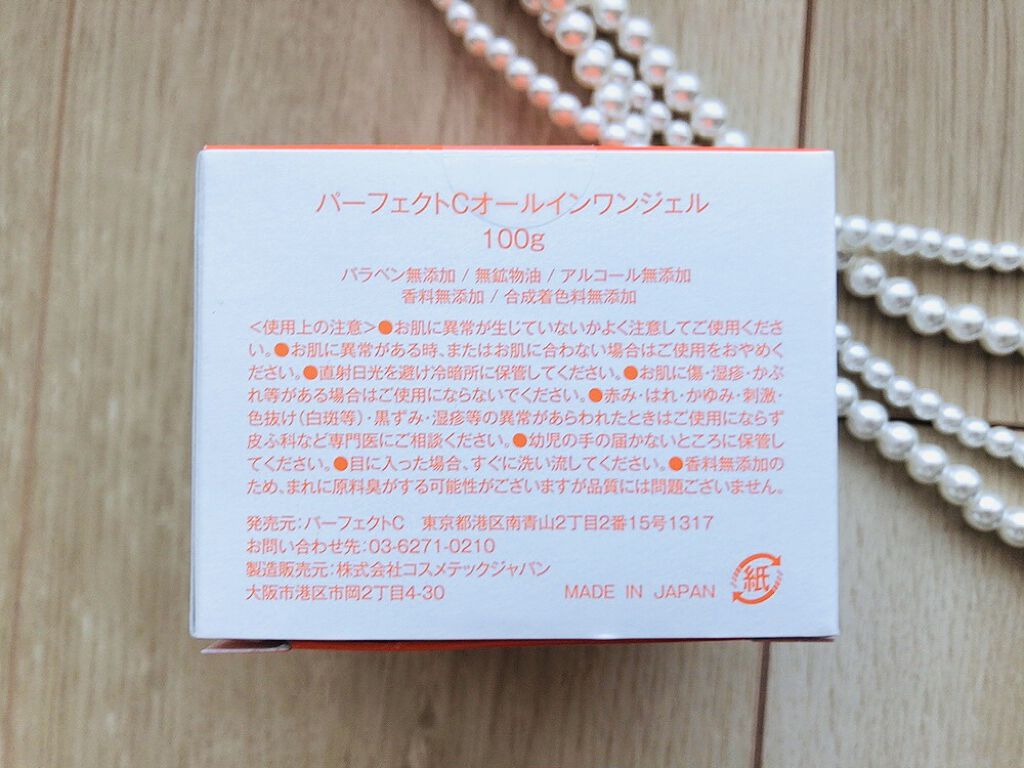 パーフェクトCオールインワンジェル
100g
パラベン無添加 / 無鉱物油 / アルコール無添加
香料無添加 / 合成着色料無添加
<使用上の注意>●お肌に異常が生じていないかよく注意してご使用くださ
い。●お肌に異常がある時、またはお肌に合わない場合はご使用をおやめく
ださい。●直射日光を避け冷暗所に保管してください。●お肌に傷・湿疹・かぶ
れ等がある場合はご使用にならないでください。●赤み・はれ・かゆみ・刺激・
色抜け(白斑等)・黒ずみ・湿疹等の異常があらわれたときはご使用にならず
皮ふ科など専門医にご相談ください。●幼児の手の届かないところに保管し
てください。●目に入った場合、すぐに洗い流してください。●香料無添加の
ため、まれに原料臭がする可能性がございますが品質には問題ございません。
発売元:パーフェクトC 東京都港区南青山2丁目2番15号1317
お問い合わせ先:03-6271-0210
製造販売元:株式会社コスメテックジャパン
大阪市港区市岡2丁目4-30
MADE IN JAPAN
紙